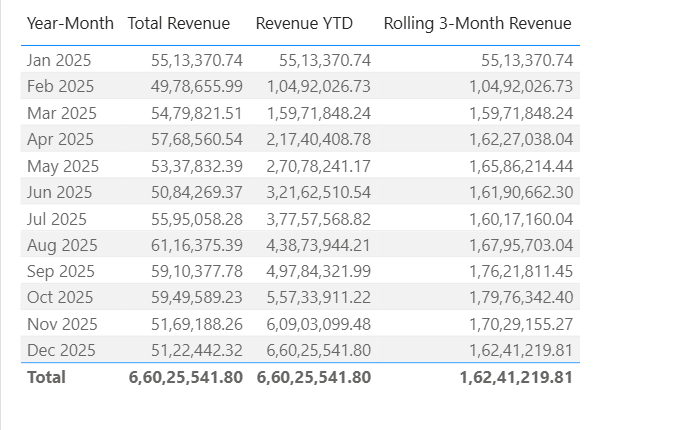 Year-Month Total Revenue Revenue YTD Rolling 3-Month Revenue
Jan 2025 55,13,370.74 55,13,370.74 55,13,370.74
Feb 2025 49,78,655.99 1,04,92,026.73 1,04,92,026.73
Mar 2025 54,79,821.51 1,59,71,848.24 1,59,71,848.24
Apr 2025 57,68,560.54 2,17,40,408.78 1,62,27,038.04
May 2025 53,37,832.39 2,70,78,241.17 1,65,86,214.44
Jun 2025 50,84,269.37 3,21,62,510.54 1,61,90,662.30
Jul 2025 55,95,058.28 3,77,57,568.82 1,60,17,160.04
Aug 2025 61,16,375.39 4,38,73,944.21 1,67,95,703.04
Sep 2025 59,10,377.78 4,97,84,321.99 1,76,21,811.45
Oct 2025 59,49,589.23 5,57,33,911.22 1,79,76,342.40
Nov 2025 51,69,188.26 6,09,03,099.48 1,70,29,155.27
Dec 2025 51,22,442.32 6,60,25,541.80 1,62,41,219.81
Total 6,60,25,541.80 6,60,25,541.80 1,62,41,219.81